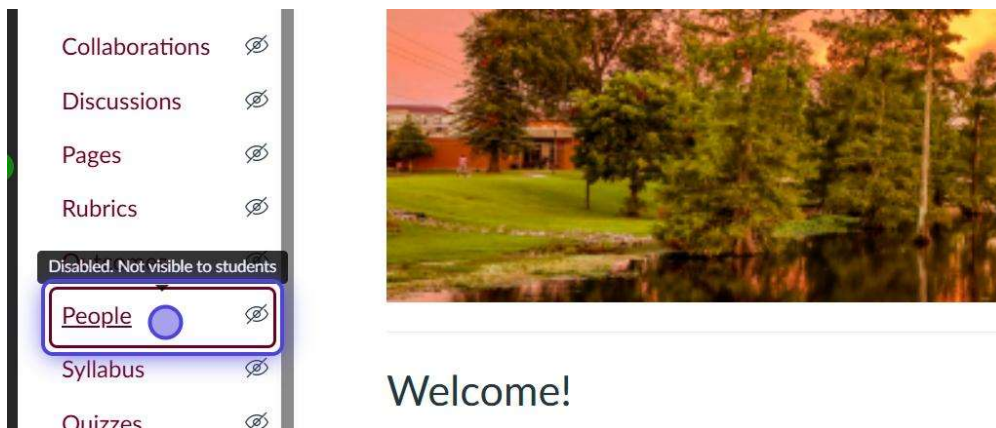 Collaborations
Discussions
Pages
Rubrics
Disabled. Not visible to students
People
Syllabus
Quizzes
Welcome!